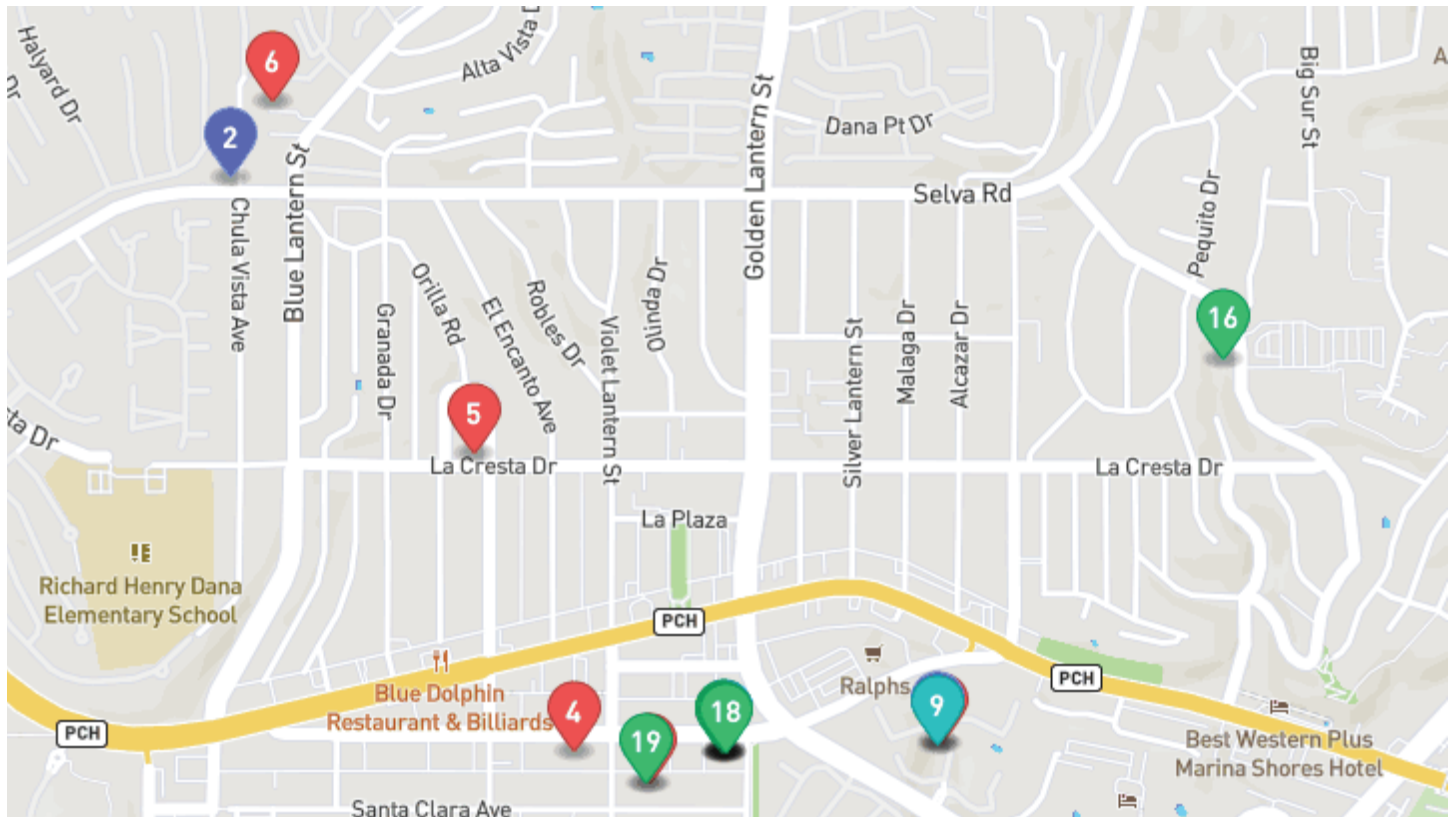 Halyard Dr
Dr
6
Alta Vista D
2
Dana Pt Dr
Golden Lantern St
Big Sur St
A
Selva Rd
Chula Vista Ave
Blue Lantern St
Pequito Dr
Orilla Rd
El Encanto Ave
Robles Dr
Olinda Dr
Granada Dr
Violet Lantern St
Silver Lantern St
Malaga Dr
Alcazar Dr
16
5
sta Dr
La Cresta Dr
La Cresta Dr
La Plaza
Richard Henry Dana
Elementary School
PCH
Blue Dolphin
Restaurant & Billiards
Ralphs
PCH
4
19
18
9
PCH
Best Western Plus
Marina Shores Hotel
Santa Clara Ave